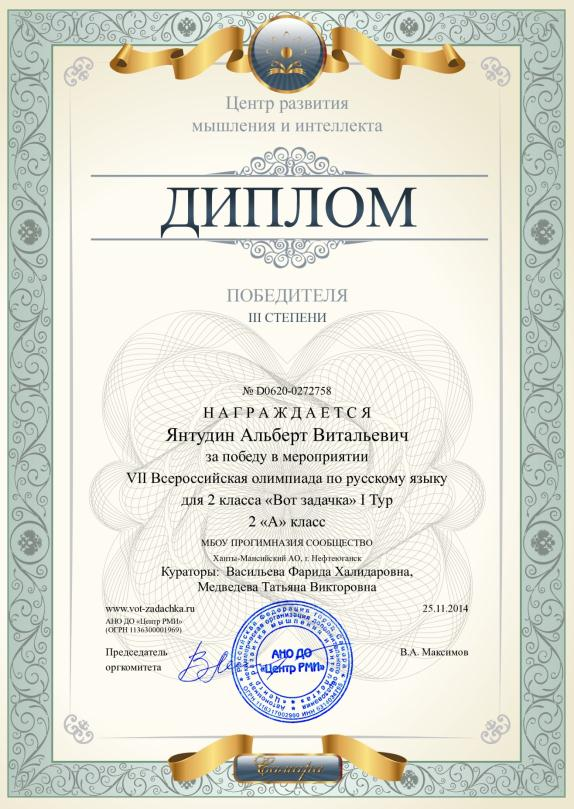 Центр развития
мышления и интеллекта
ДИПЛОМ
ПОБЕДИТЕЛЯ
III СТЕПЕНИ
№ D0620-0272758
НАГРАЖДАЕТСЯ
Янтудин Альберт Витальевич
за победу в мероприятии
VII Всероссийская олимпиада по русскому языку
для 2 класса «Вот задачка» I Тур
2 «А» класс
МБОУ ПРОГИМНАЗИЯ СООБЩЕСТВО
Ханты-Мансийский АО, г. Нефтеюганск
Кураторы: Васильева Фарида Халидаровна,
Медведева Татьяна Викторовна
www.vot-zadachka.ru 25.11.2014
АНО ДО «Центр РМИ»
(ОГРН 1136300001969)
Председатель В.А. Максимов
оргкомитета
АНО ДО
«Центр РМИ»
Самара